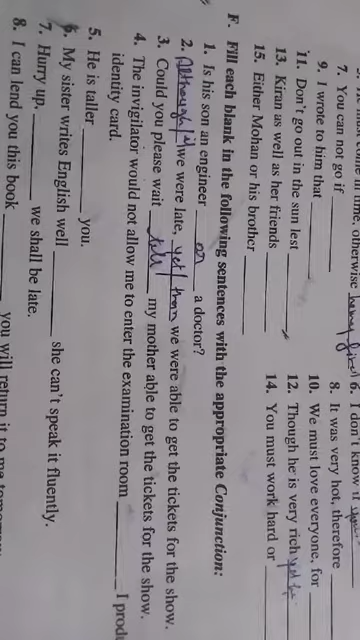 time, otherwise
6. I don't know
7. You can not go if
8. It was very hot, therefore
9. I wrote to him that
10. We must love everyone, for
11. Don't go out in the sun lest
12. Though he is very rich
13. Kiran as well as her friends
14. You must work hard or
15. Either Mohan or his brother
F. Fill each blank in the following sentences with the appropriate Conjunction:
1. Is his son an engineer or a doctor?
2. Although we were late, yet/than we were able to get the tickets for the show.
3. Could you please wait till my mother able to get the tickets for the show.
4. The invigilator would not allow me to enter the examination room I produ
identity card.
5. He is taller you.
6. My sister writes English well she can't speak it fluently.
7. Hurry up, we shall be late.
8. I can lend you this book you will return it to me